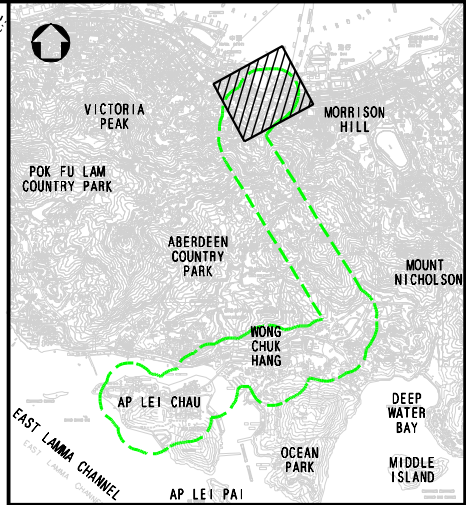 VICTORIA
PEAK
MORRISON
HILL
POK FU LAM
COUNTRY PARK
ABERDEEN
COUNTRY
PARK
MOUNT
NICHOLSON
WONG
CHUK
HANG
AP LEI CHAU
DEEP
WATER
BAY
EAST LAMMA CHANNEL
EAST LAMMA CHANNEL
OCEAN
PARK
MIDDLE
ISLAND
AP LEI PAI